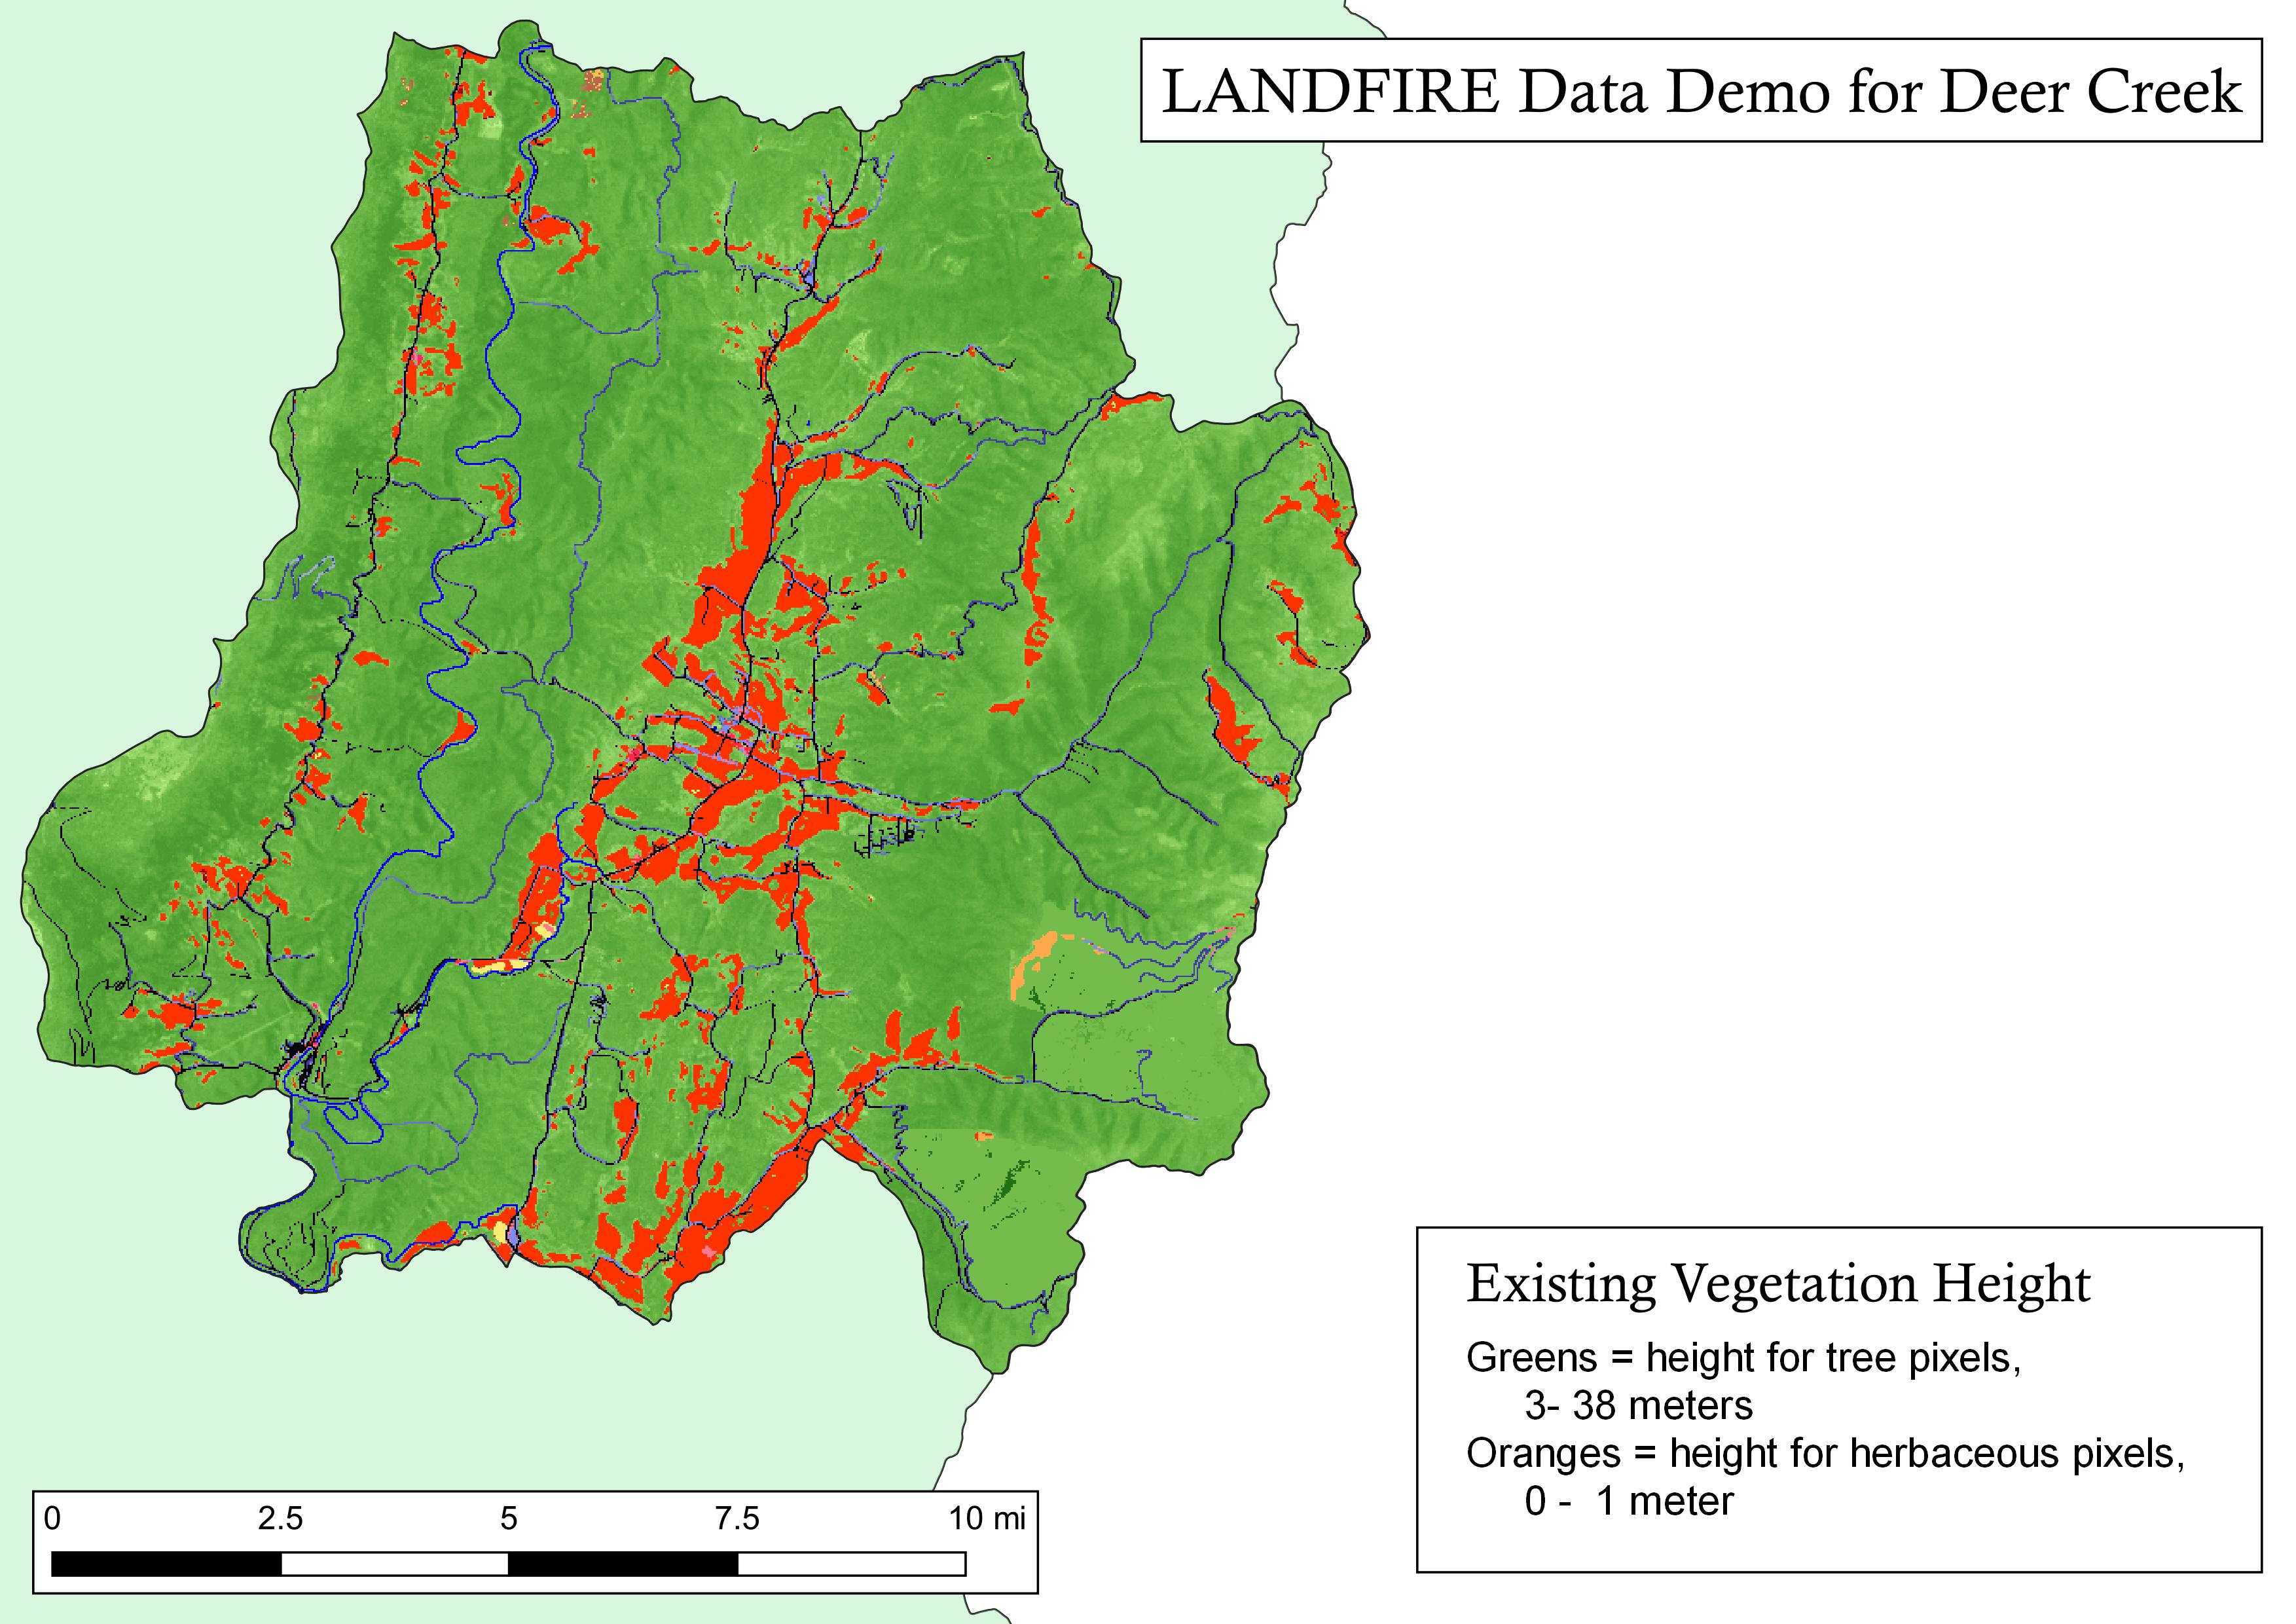 LANDFIRE Data Demo for Deer Creek
Existing Vegetation Height
Greens = height for tree pixels,
3- 38 meters
Oranges = height for herbaceous pixels,
0 - 1 meter
0 2.5 5 7.5 10 mi